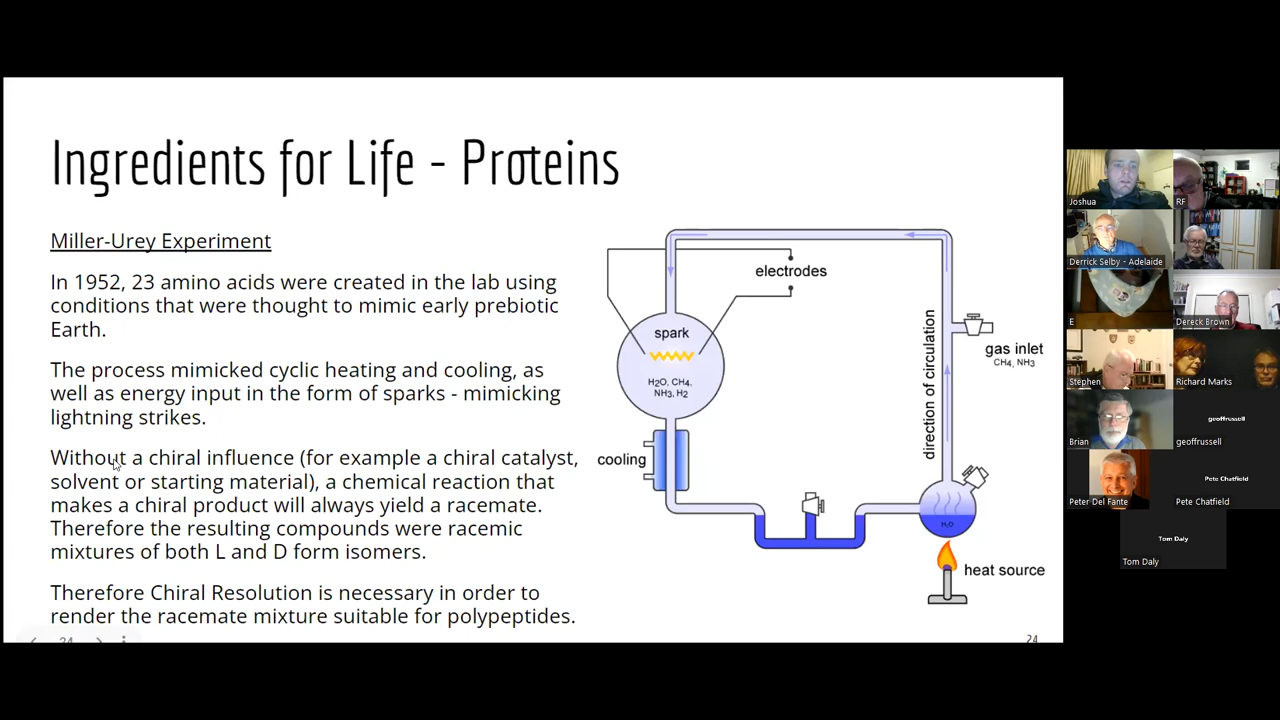 Ingredients for Life - Proteins
Miller-Urey Experiment
In 1952, 23 amino acids were created in the lab using
conditions that were thought to mimic early prebiotic
Earth.
The process mimicked cyclic heating and cooling, as
well as energy input in the form of sparks - mimicking
lightning strikes.
Without a chiral influence (for example a chiral catalyst,
solvent or starting material), a chemical reaction that
makes a chiral product will always yield a racemate.
Therefore the resulting compounds were racemic
mixtures of both L and D form isomers.
Therefore Chiral Resolution is necessary in order to
render the racemate mixture suitable for polypeptides.
24
electrodes
spark
H2O, CH4,
NH3, H2
cooling
direction of circulation
gas inlet
CH4, NH3
H2O
heat source
24
Joshua
RF
Derrick Selby - Adelaide
E
Dereck Brown
Stephen
Richard Marks
Brian
geoffrussell
geoffrussell
Peter Del Fante
Pete Chatfield
Pete Chatfield
Tom Daly
Tom Daly